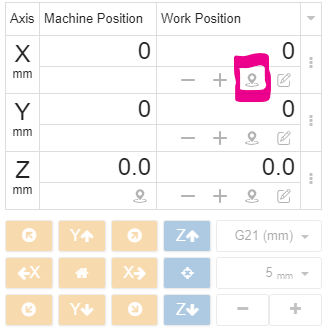 Axis Machine Position Work Position
X 0 0
mm
Y 0 0
mm
Z 0.0 0.0
mm
Y Z G21 (mm)
X X 5 mm
Y Z